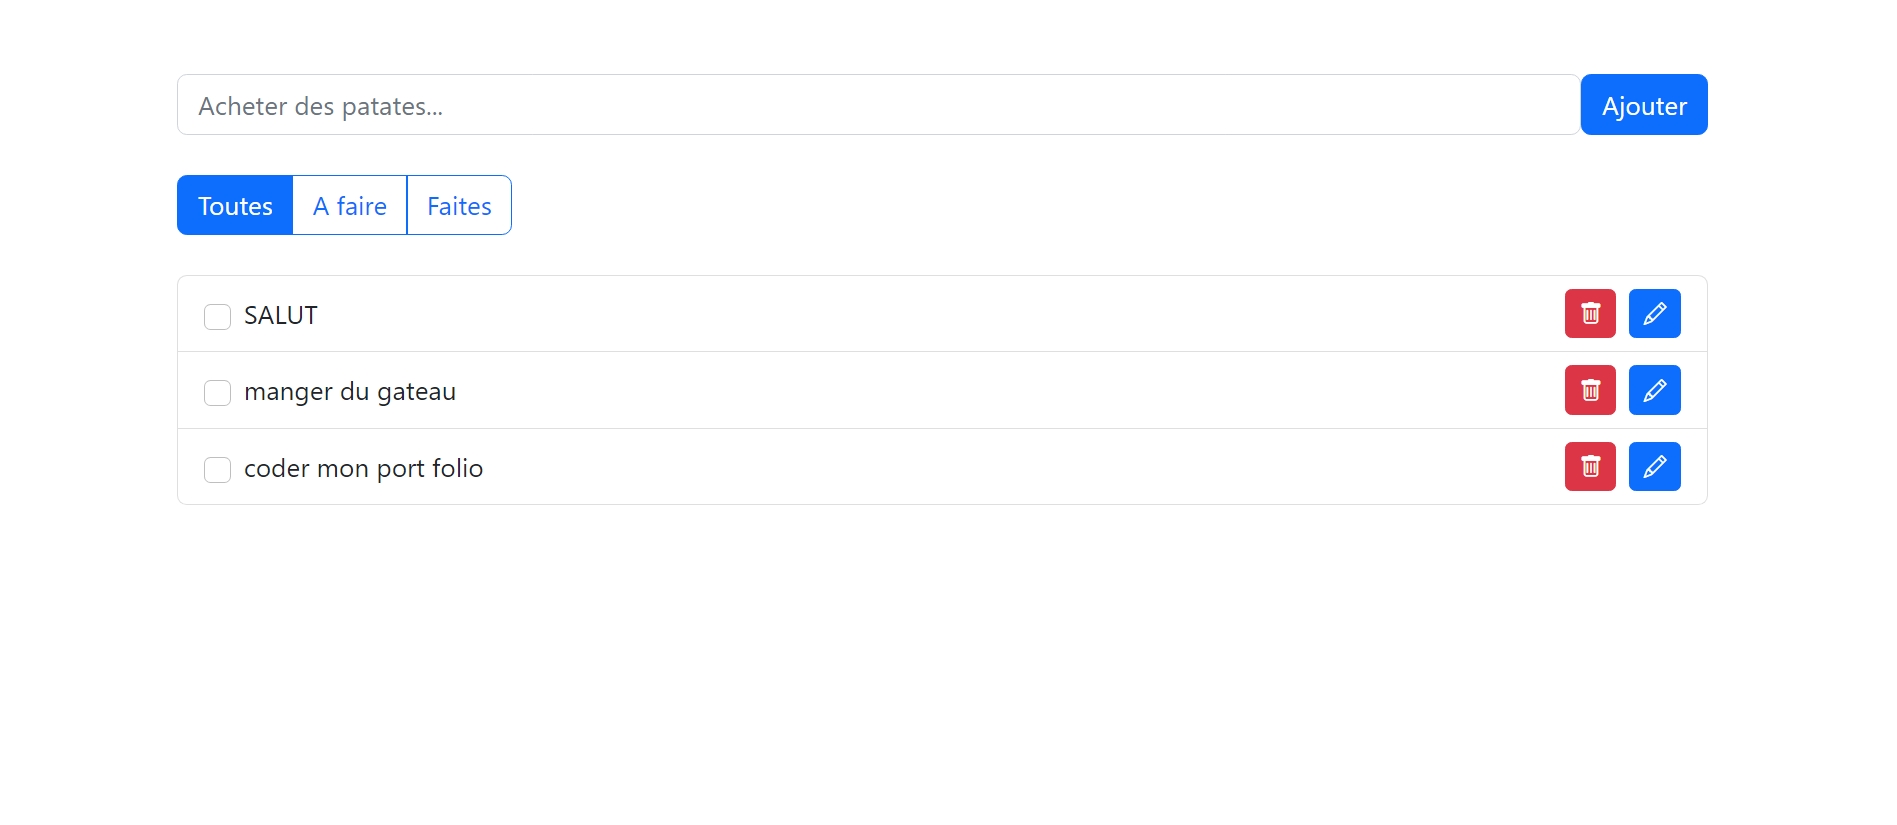 Acheter des patates...
Ajouter
Toutes
A faire
Faites
SALUT
manger du gateau
coder mon port folio